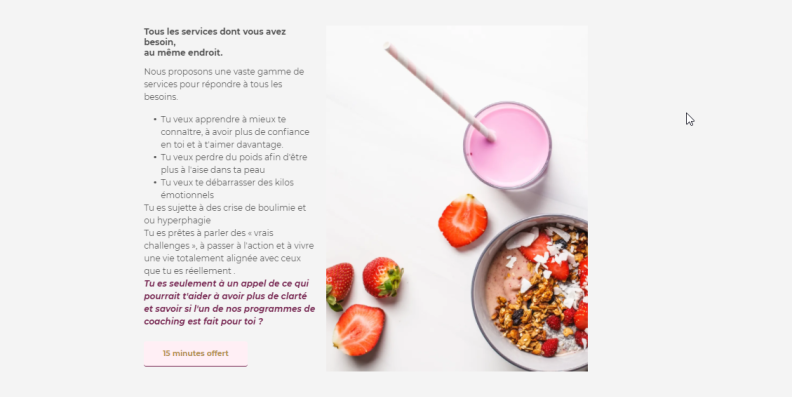 Tous les services dont vous avez
besoin,
au même endroit.
Nous proposons une vaste gamme de
services pour répondre à tous les
besoins.
• Tu veux apprendre à mieux te
connaître, à avoir plus de confiance
en toi et à t'aimer davantage.
• Tu veux perdre du poids afin d'être
plus à l'aise dans ta peau
• Tu veux te débarrasser des kilos
émotionnels
Tu es sujette à des crise de boulimie et
ou hyperphagie
Tu es prêtes à parler des « vrais
challenges », à passer à l'action et à vivre
une vie totalement alignée avec ceux
que tu es réellement .
Tu es seulement à un appel de ce qui
pourrait t'aider à avoir plus de clarté
et savoir si l'un de nos programmes de
coaching est fait pour toi ?
15 minutes offert